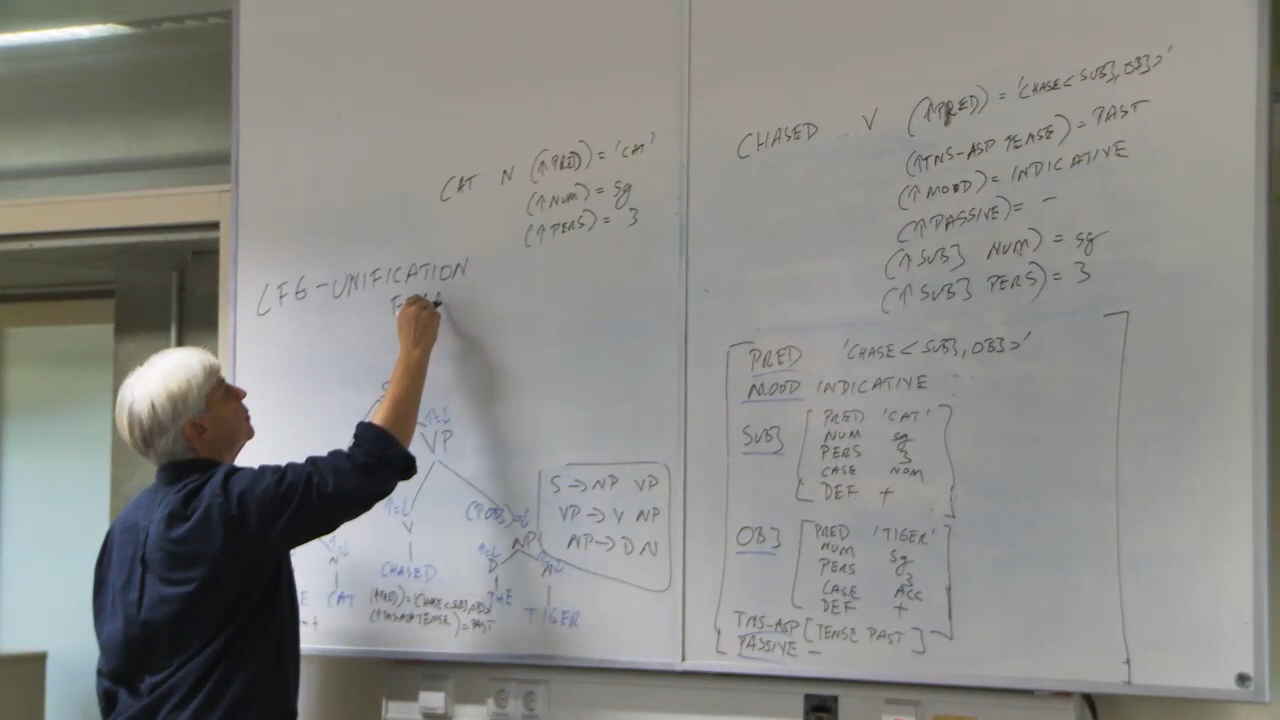 CAT N (↑PRED) = 'CAT'
(↑NUM) = sg
(↑PERS) = 3
LFG-UNIFICATION
VP
↑=↓
↑=↓
V
(↑OBJ)=↓
NP
↑=↓
D
↑=↓
N
↑=↓
N
CAT
CHASED
(↑PRED)='CHASE<SUBJ,OBJ>'
(↑TNS-ASP TENSE)=PAST
THE
TIGER
S → NP VP
VP → V NP
NP → D N
CHASED V (↑PRED) = 'CHASE<SUBJ,OBJ>'
(↑TNS-ASP TENSE) = PAST
(↑MOOD) = INDICATIVE
(↑PASSIVE) = -
(↑SUBJ NUM) = sg
(↑SUBJ PERS) = 3
PRED 'CHASE<SUBJ,OBJ>'
MOOD INDICATIVE
SUBJ
PRED 'CAT'
NUM sg
PERS 3
CASE NOM
DEF +
OBJ
PRED 'TIGER'
NUM sg
PERS 3
CASE ACC
DEF +
TNS-ASP [TENSE PAST]
PASSIVE -